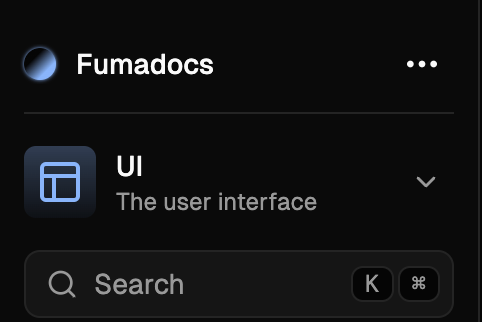 Fumadocs
UI
The user interface
Search K ⌘